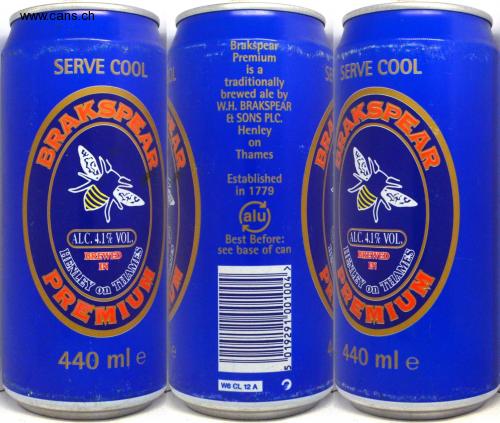 www.cans.ch
SERVE COOL
BRAKSPEAR
ALC. 4.1% VOL.
BREWED
IN
HENLEY on THAMES
PREMIUM
440 ml e
Brakspear
Premium
is a
traditionally
brewed ale by
W.H. BRAKSPEAR
& SONS PLC.
Henley
on
Thames
Established
in 1779
alu
Best Before:
see base of can
5 019291 001004 >
W6 CL 12 A
SERVE COOL
BRAKSPEAR
ALC. 4.1% VOL.
BREWED
IN
HENLEY on THAMES
PREMIUM
440 ml e